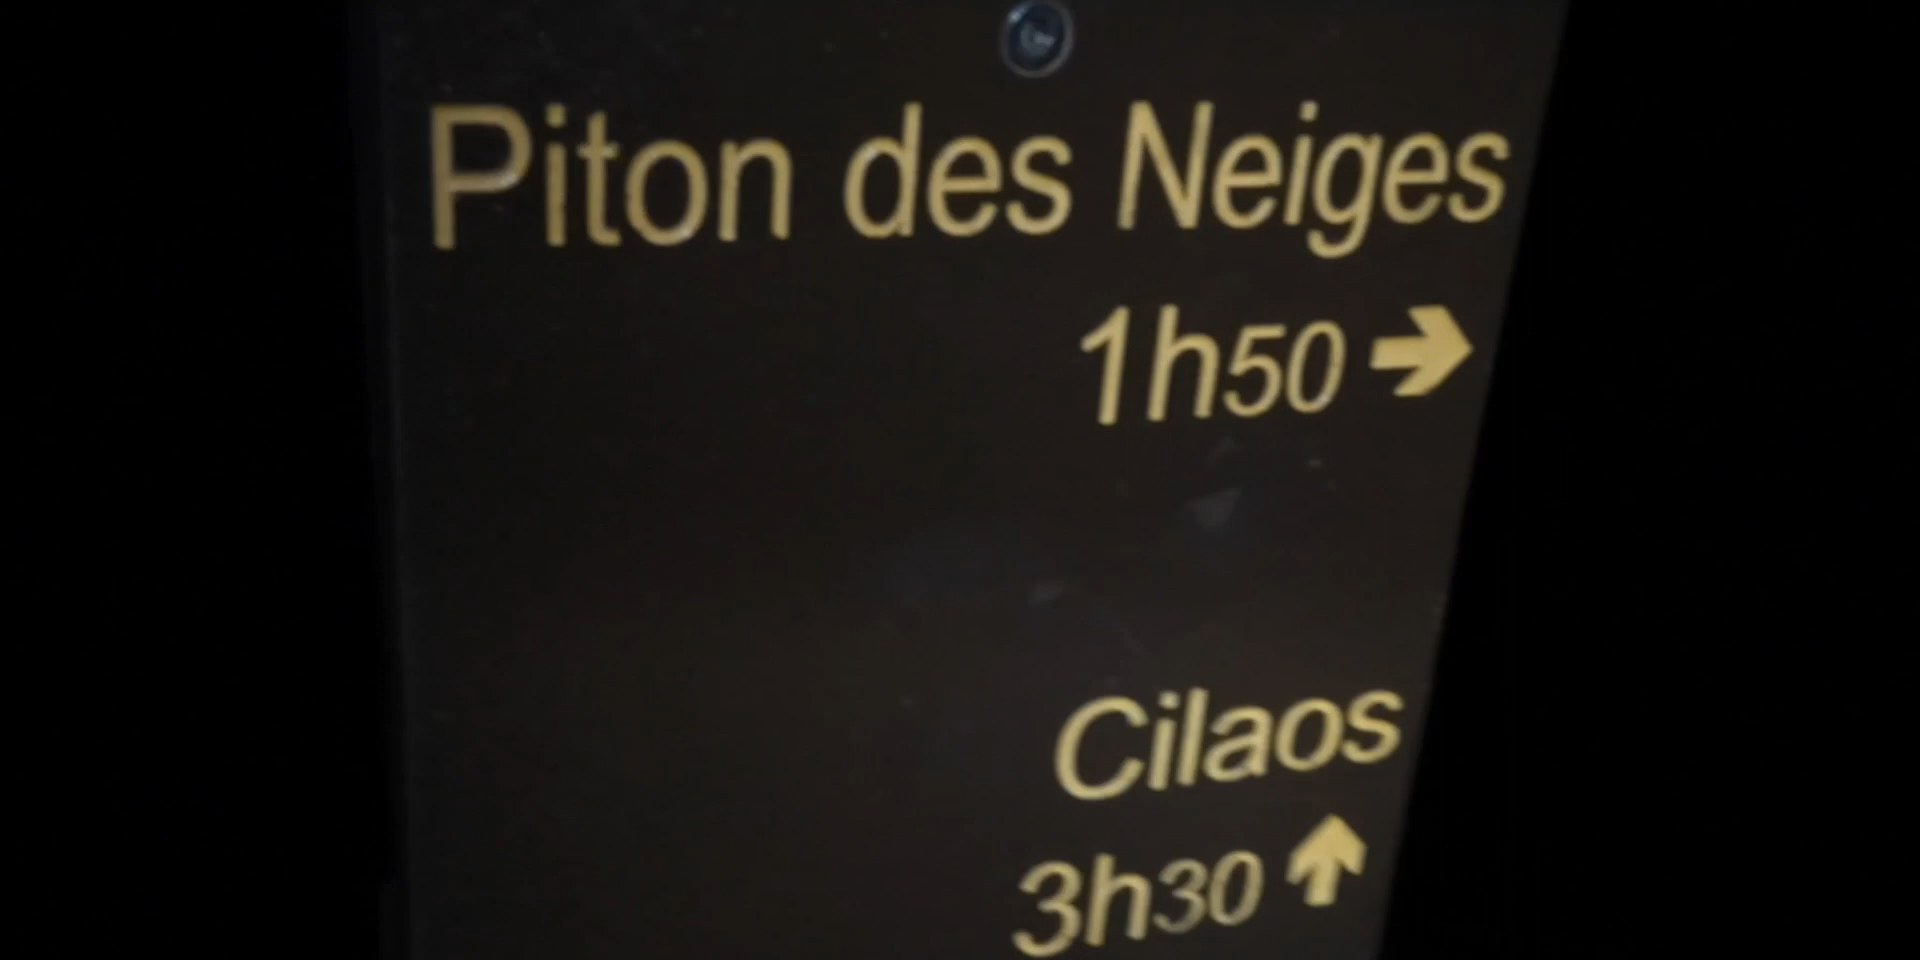 Piton des Neiges
1h50 →
Cilaos
3h30 ↑